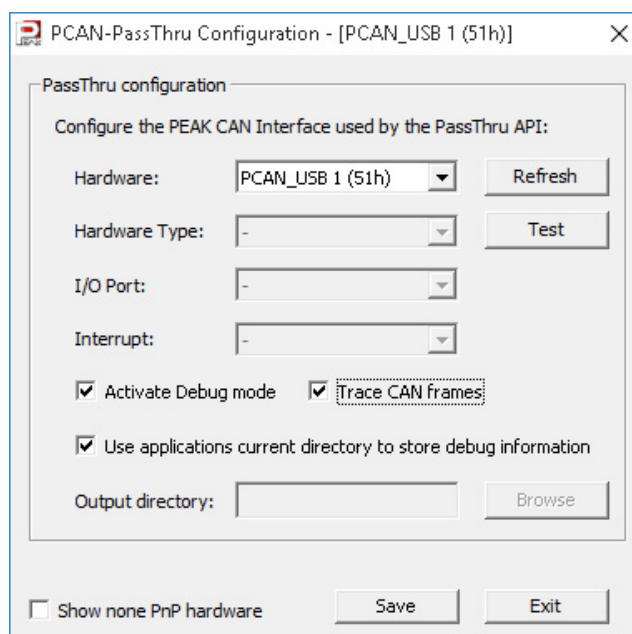 PCAN-PassThru Configuration - [PCAN_USB 1 (51h)]
PassThru configuration
Configure the PEAK CAN Interface used by the PassThru API:
Hardware: PCAN_USB 1 (51h) Refresh
Hardware Type: - Test
I/O Port: -
Interrupt: -
Activate Debug mode Trace CAN frames
Use applications current directory to store debug information
Output directory: Browse
Show none PnP hardware Save Exit